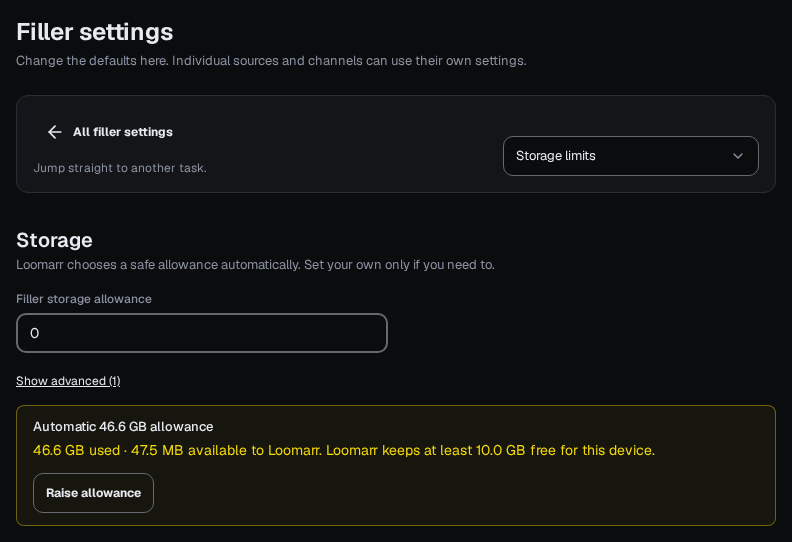 Filler settings
Change the defaults here. Individual sources and channels can use their own settings.
All filler settings
Jump straight to another task.
Storage limits
Storage
Loomarr chooses a safe allowance automatically. Set your own only if you need to.
Filler storage allowance
0
Show advanced (1)
Automatic 46.6 GB allowance
46.6 GB used · 47.5 MB available to Loomarr. Loomarr keeps at least 10.0 GB free for this device.
Raise allowance